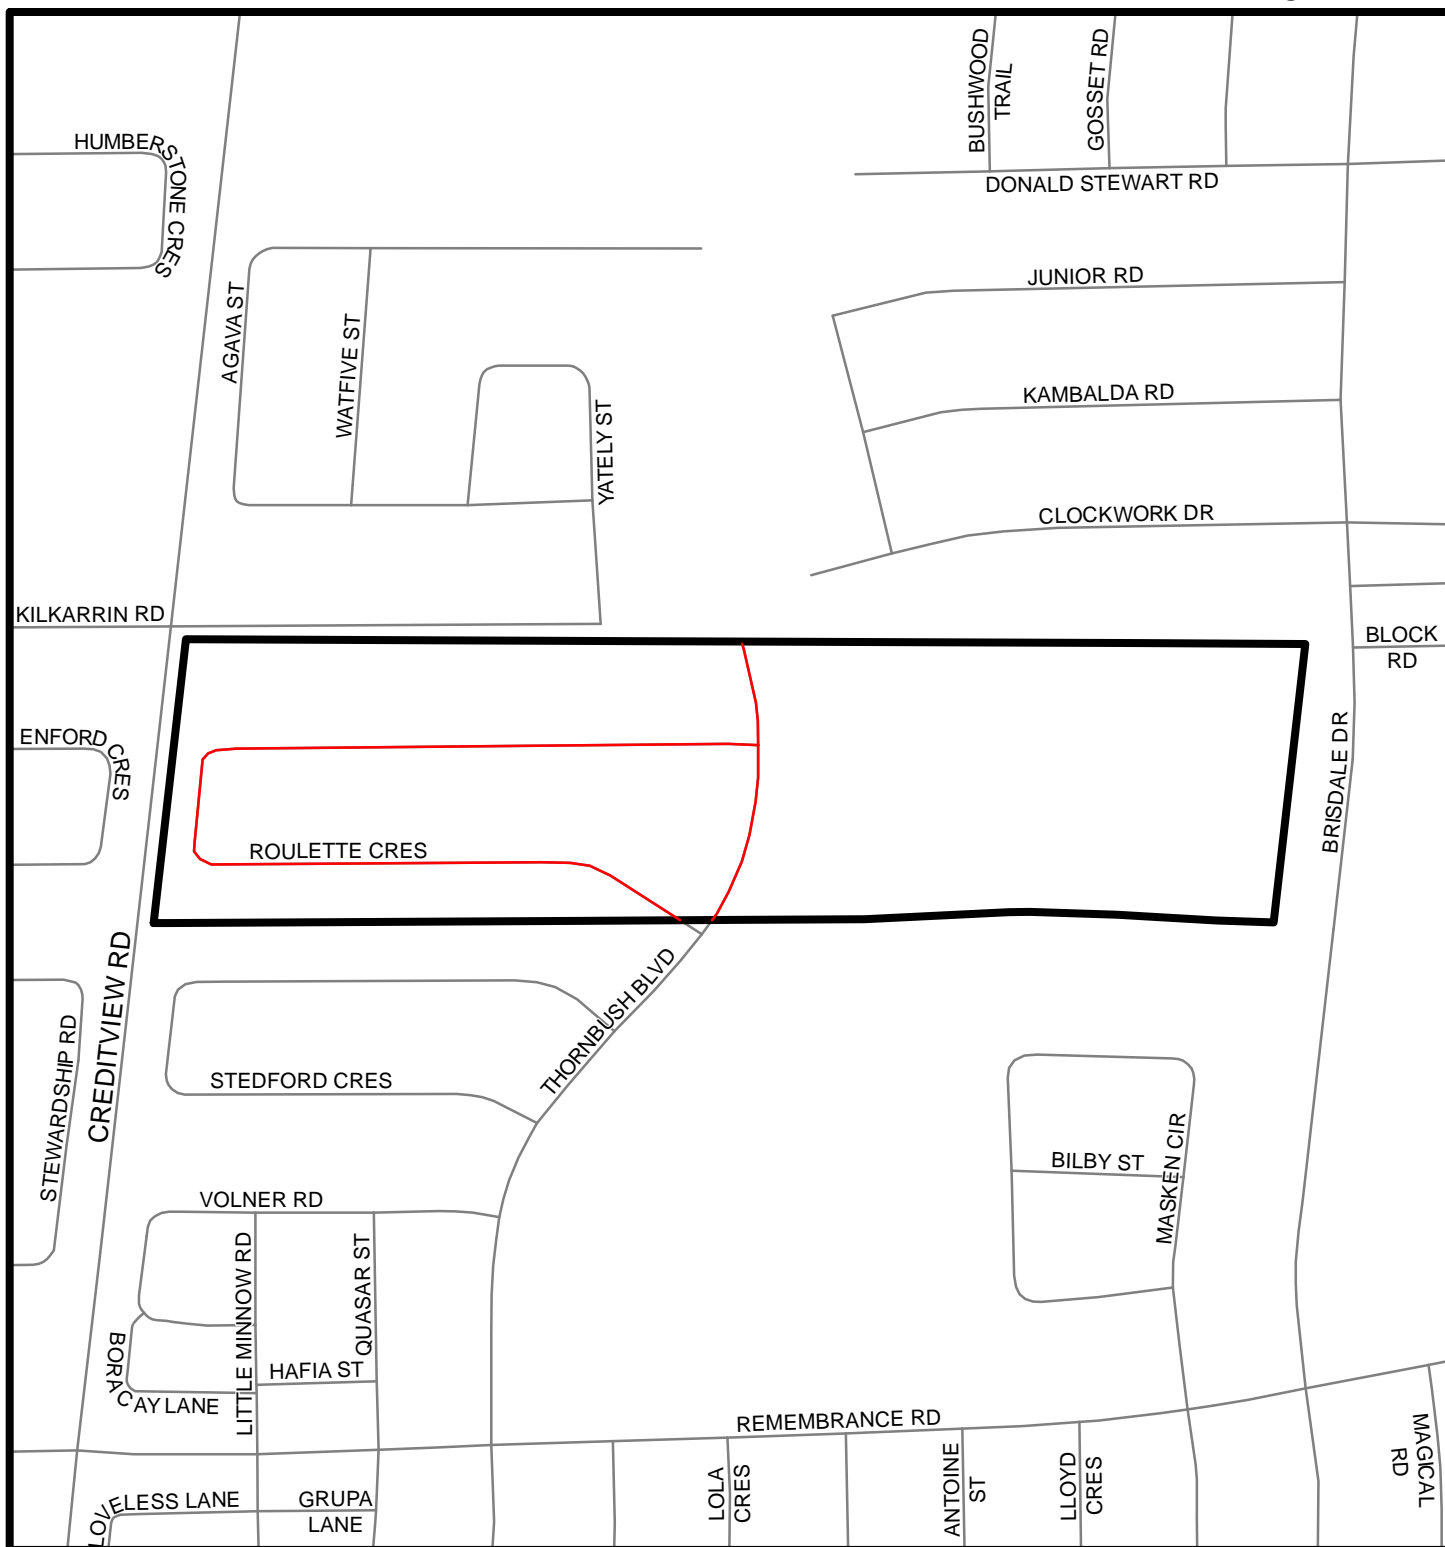 BUSHWOOD
TRAIL
GOSSET RD
HUMBERSTONE CRES
DONALD STEWART RD
JUNIOR RD
AGAVA ST
WATFIVE ST
KAMBALDA RD
YATELY ST
CLOCKWORK DR
KILKARRIN RD
BLOCK
RD
ENFORD CRES
BRISDALE DR
ROULETTE CRES
CREDITVIEW RD
THORNBUSH BLVD
STEWARDSHIP RD
STEDFORD CRES
BILBY ST
MASKEN CIR
VOLNER RD
LITTLE MINNOW RD
QUASAR ST
BORACAY LANE
HAFIA ST
REMEMBRANCE RD
LOLA
CRES
ANTOINE
ST
LLOYD
CRES
MAGICAL
RD
LOVELESS LANE
GRUPA
LANE